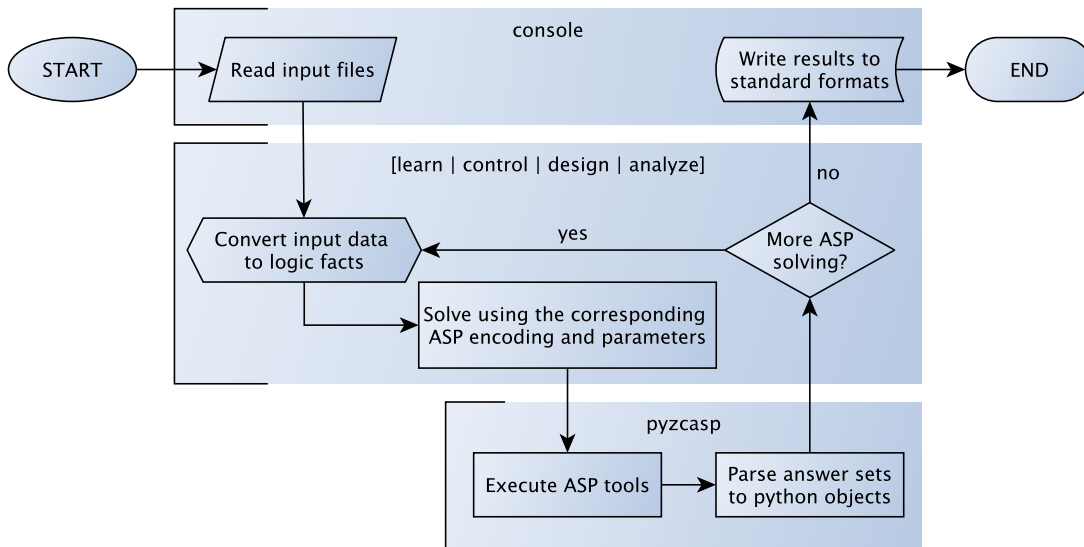 console
START
Read input files
Write results to
standard formats
END
[learn | control | design | analyze]
no
Convert input data
to logic facts
yes
More ASP
solving?
Solve using the corresponding
ASP encoding and parameters
pyzcasp
Execute ASP tools
Parse answer sets
to python objects